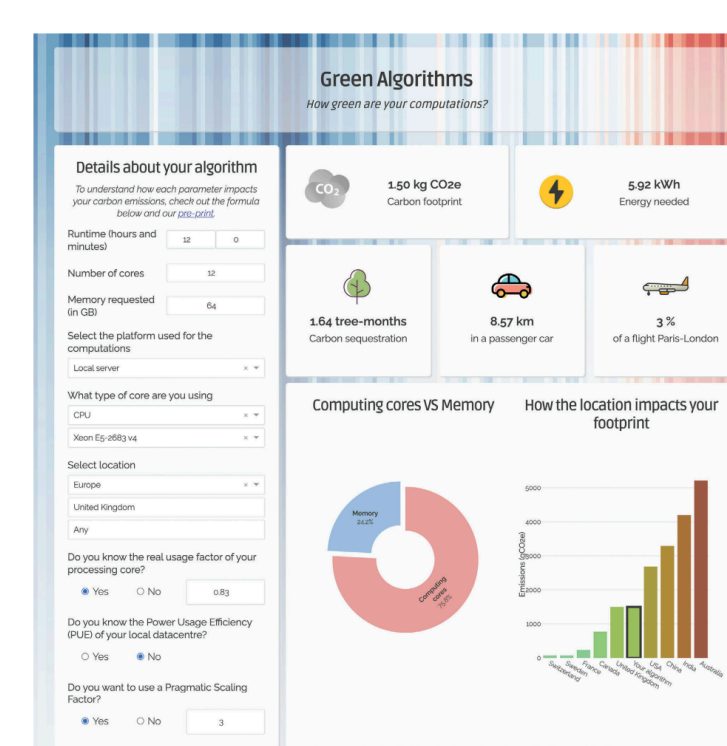 Green Algorithms
How green are your computations?
Details about your algorithm
To understand how each parameter impacts
your carbon emissions, check out the formula
below and our pre-print
Runtime (hours and
minutes)
12 0
Number of cores
12
Memory requested
(in GB)
64
Select the platform used for the
computations
Local server
What type of core are you using
CPU
Xeon E5-2683 v4
Select location
Europe
United Kingdom
Any
Do you know the real usage factor of your
processing core?
Yes No 0.83
Do you know the Power Usage Efficiency
(PUE) of your local datacentre?
Yes No
Do you want to use a Pragmatic Scaling
Factor?
Yes No 3
CO2
1.50 kg CO2e
Carbon footprint
5.92 kWh
Energy needed
1.64 tree-months
Carbon sequestration
8.57 km
in a passenger car
3 %
of a flight Paris-London
Computing cores VS Memory
Memory
24.2%
Computing
cores
75.8%
How the location impacts your
footprint
Emissions (gCO2e)
5000
4000
3000
2000
1000
0
Switzerland
Sweden
France
Canada
United Kingdom
Your algorithm
USA
China
India
Australia